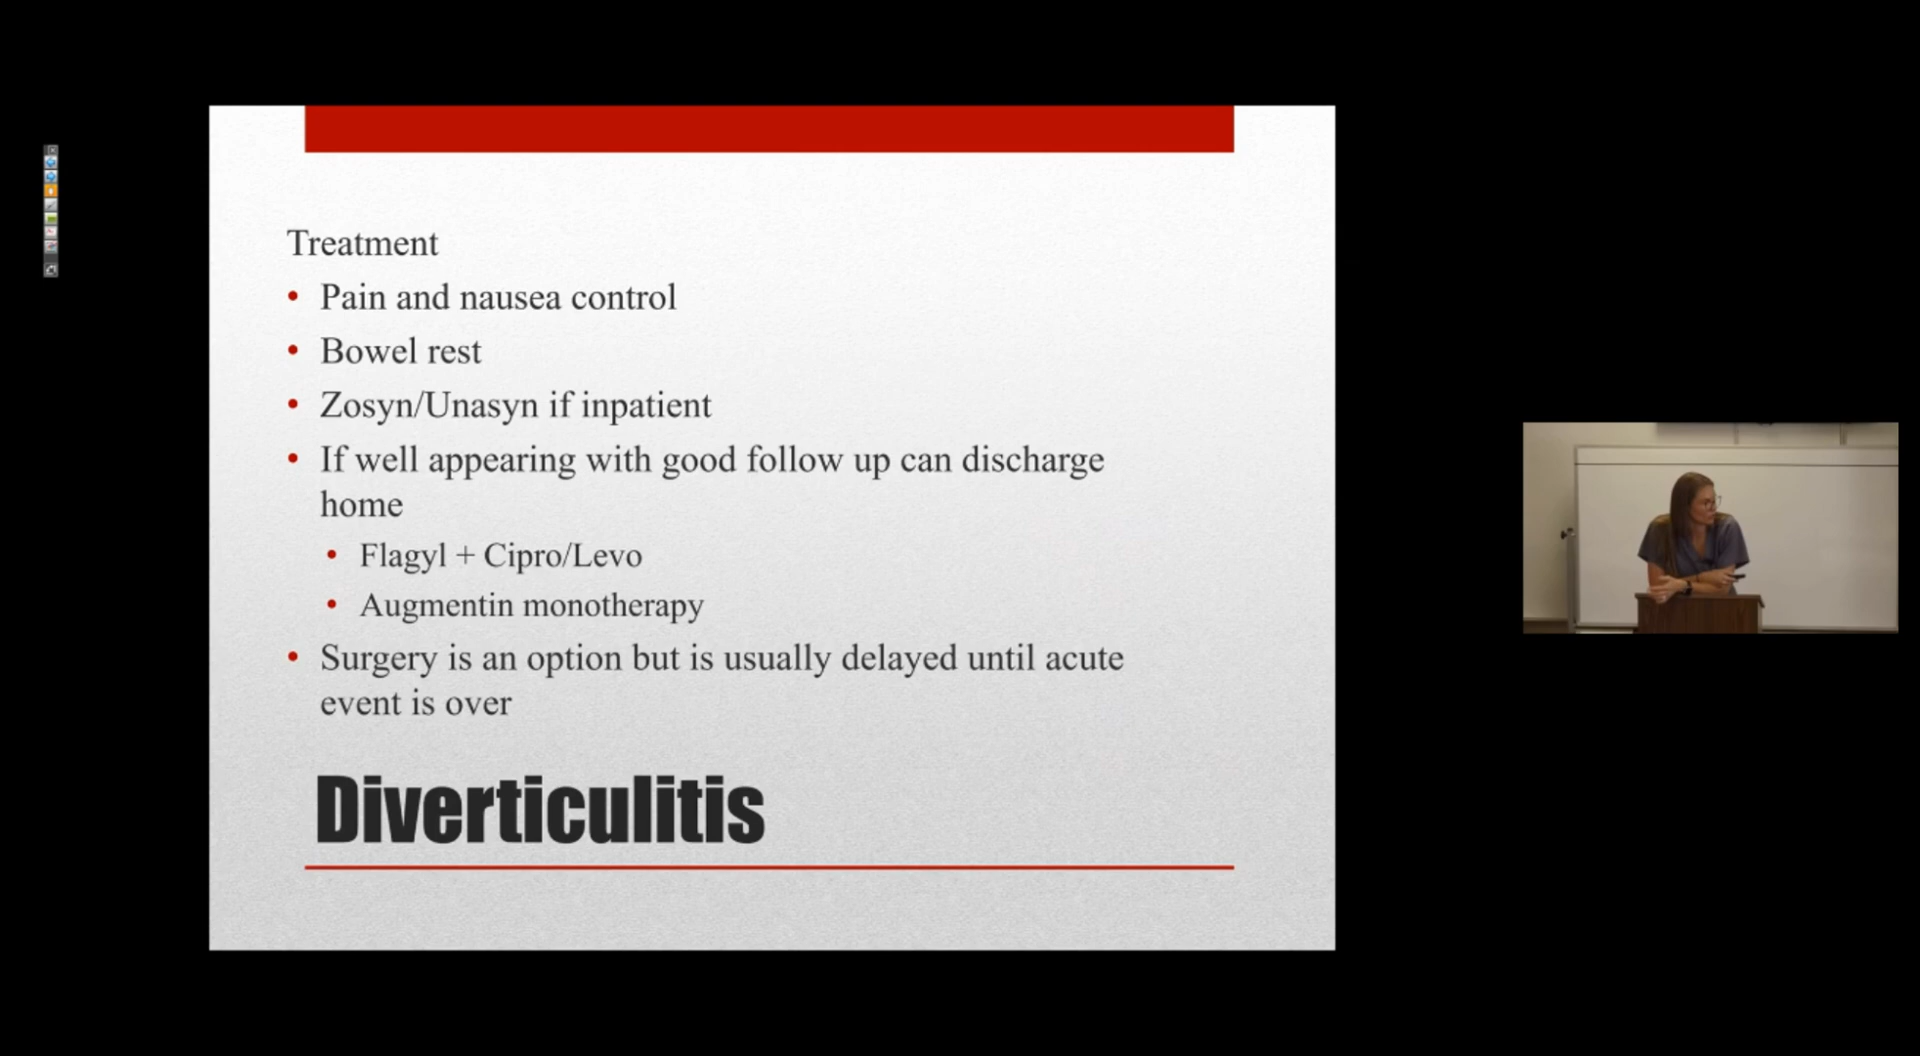 Treatment
• Pain and nausea control
• Bowel rest
• Zosyn/Unasyn if inpatient
• If well appearing with good follow up can discharge
home
• Flagyl + Cipro/Levo
• Augmentin monotherapy
• Surgery is an option but is usually delayed until acute
event is over
Diverticulitis